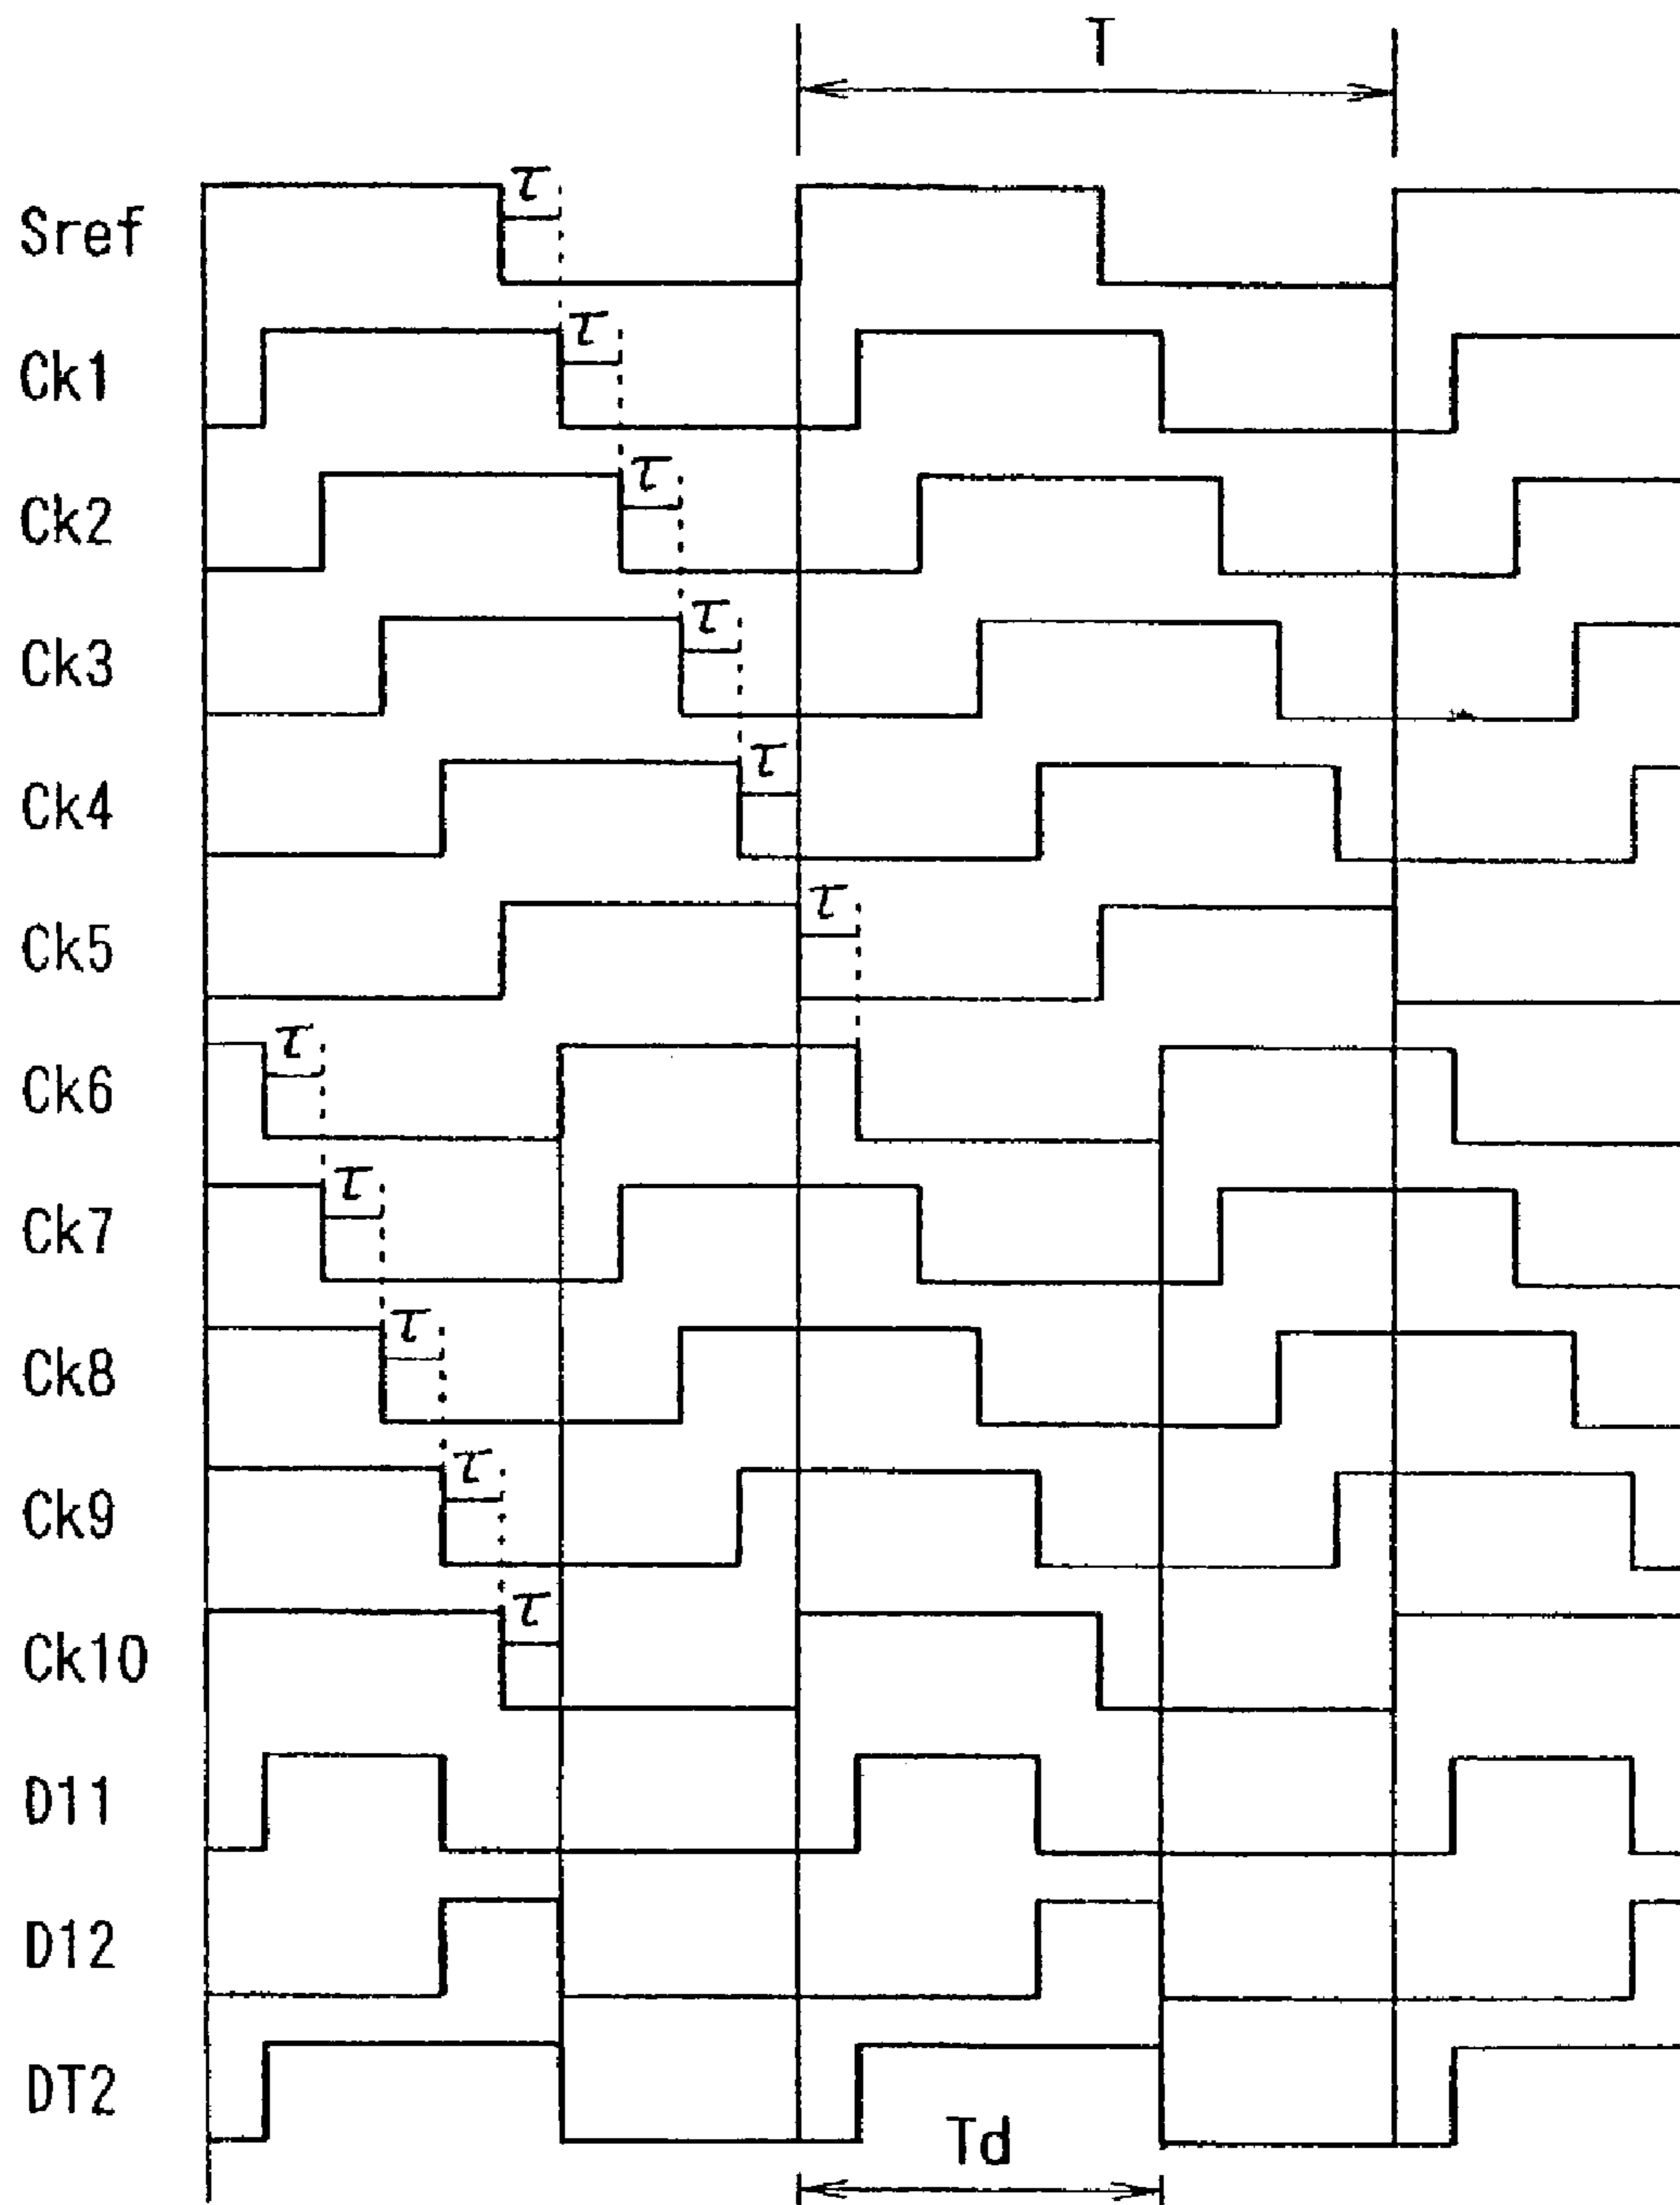 T
Sref τ
Ck1 τ
Ck2 τ
Ck3 τ
Ck4 τ
Ck5 τ
Ck6 τ
Ck7 τ
Ck8 τ
Ck9 τ
Ck10 τ
D11
D12
DT2
Td